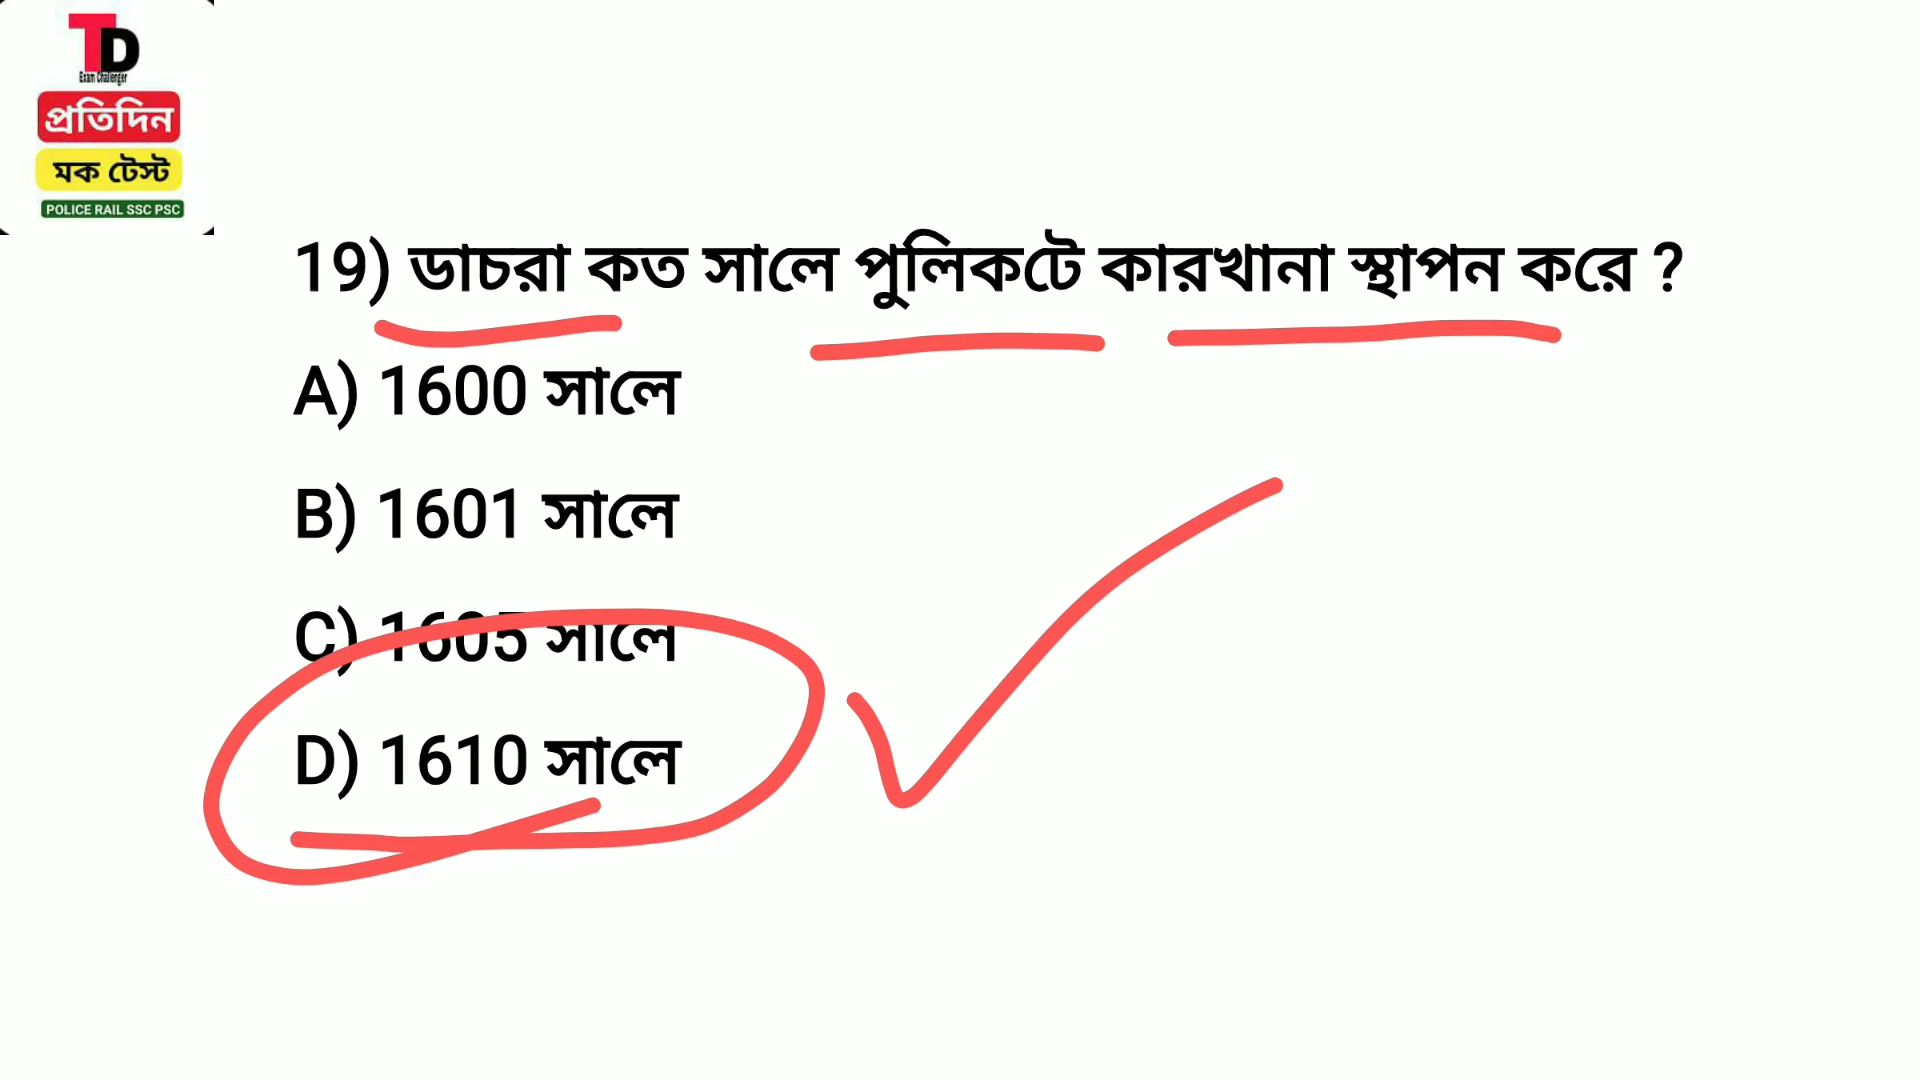 TD
Exam Challenger
প্রতিদিন
মক টেস্ট
POLICE RAIL SSC PSC
19) ডাচরা কত সালে পুলিকটে কারখানা স্থাপন করে ?
A) 1600 সালে
B) 1601 সালে
C) 1605 সালে
D) 1610 সালে